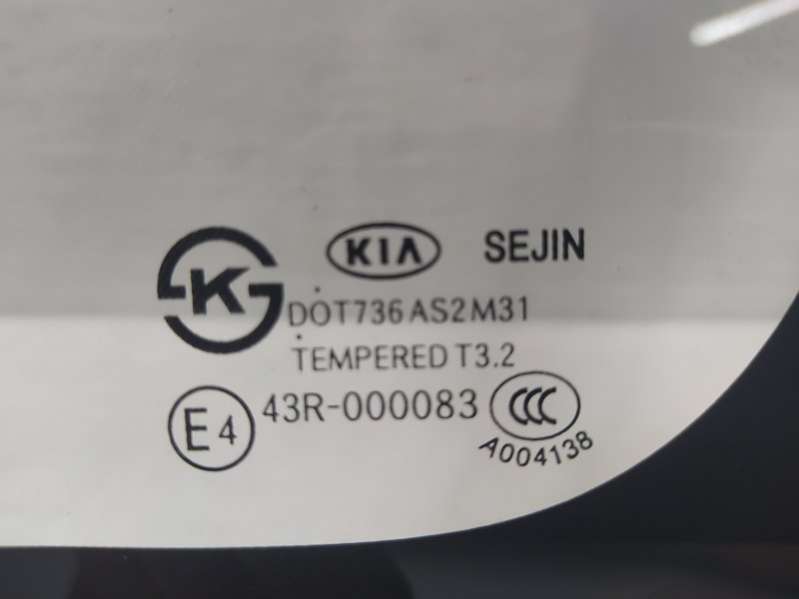 KIA SEJIN
K
DOT736 AS2 M31
TEMPERED T3.2
E4 43R-000083 CCC
A004138